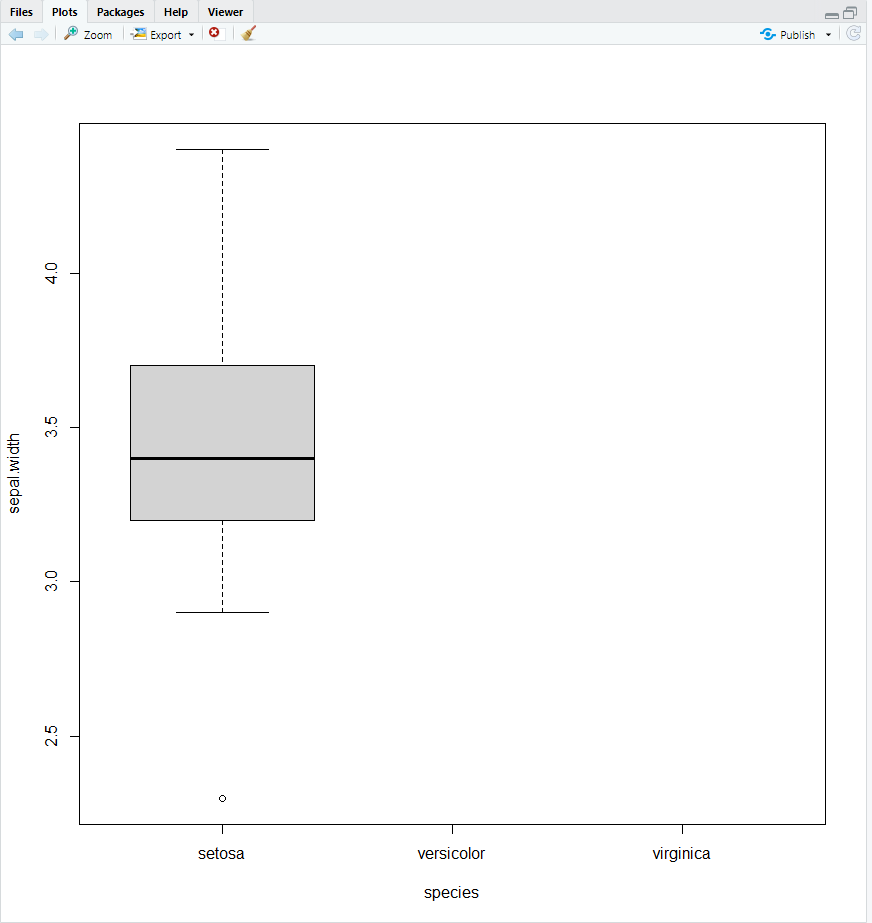 Files Plots Packages Help Viewer
Zoom Export Publish
4.0
3.5
3.0
2.5
sepal.width
setosa versicolor virginica
species